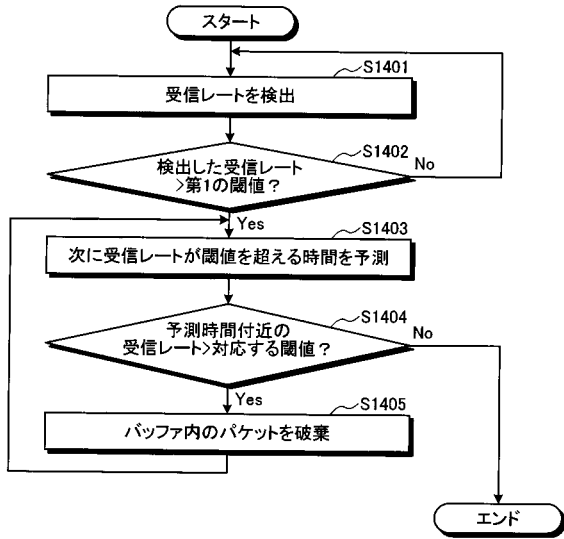 スタート
S1401
受信レートを検出
S1402
検出した受信レート
>第1の閾値？
No
Yes
S1403
次に受信レートが閾値を超える時間を予測
S1404
予測時間付近の
受信レート>対応する閾値？
No
Yes
S1405
バッファ内のパケットを破棄
エンド